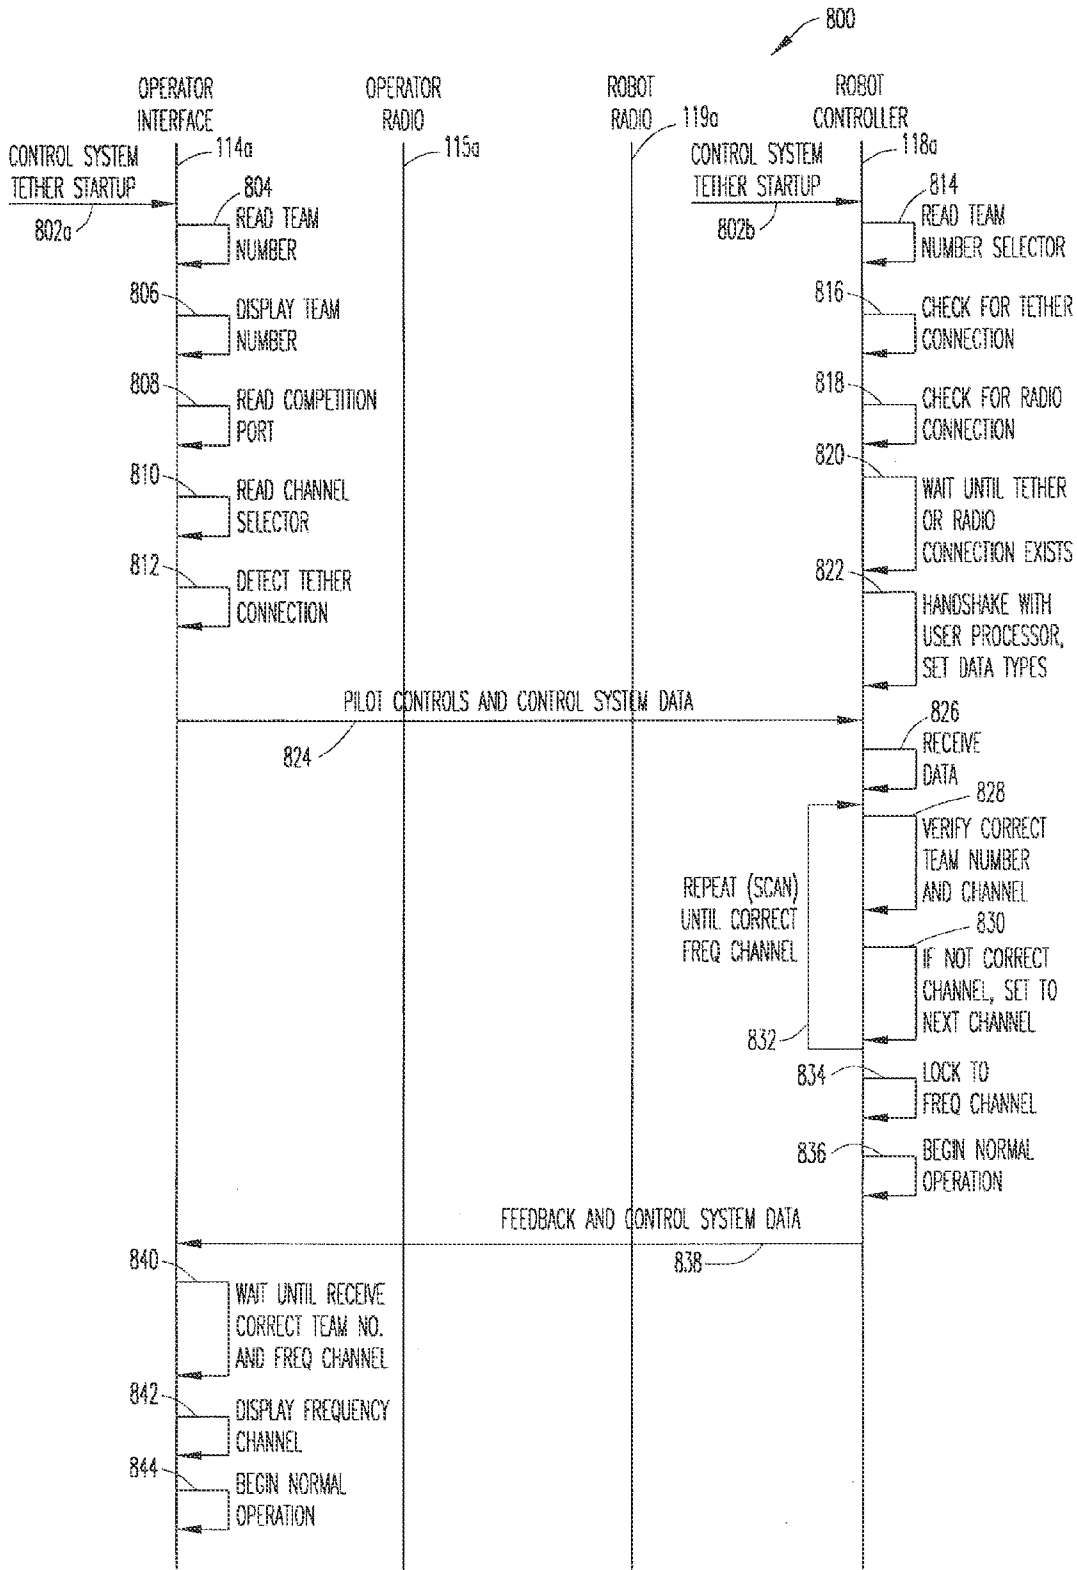 800
OPERATOR
INTERFACE
OPERATOR
RADIO
ROBOT
RADIO
ROBOT
CONTROLLER
114a
115a
119a
118a
CONTROL SYSTEM
TETHER STARTUP
802a
CONTROL SYSTEM
TETHER STARTUP
802b
804
READ TEAM
NUMBER
814
READ TEAM
NUMBER SELECTOR
806
DISPLAY TEAM
NUMBER
816
CHECK FOR TETHER
CONNECTION
808
READ COMPETITION
PORT
818
CHECK FOR RADIO
CONNECTION
810
READ CHANNEL
SELECTOR
820
WAIT UNTIL TETHER
OR RADIO
CONNECTION EXISTS
812
DETECT TETHER
CONNECTION
822
HANDSHAKE WITH
USER PROCESSOR,
SET DATA TYPES
PILOT CONTROLS AND CONTROL SYSTEM DATA
824
826
RECEIVE
DATA
828
VERIFY CORRECT
TEAM NUMBER
AND CHANNEL
REPEAT (SCAN)
UNTIL CORRECT
FREQ CHANNEL
830
IF NOT CORRECT
CHANNEL, SET TO
NEXT CHANNEL
832
834
LOCK TO
FREQ CHANNEL
836
BEGIN NORMAL
OPERATION
FEEDBACK AND CONTROL SYSTEM DATA
838
840
WAIT UNTIL RECEIVE
CORRECT TEAM NO.
AND FREQ CHANNEL
842
DISPLAY FREQUENCY
CHANNEL
844
BEGIN NORMAL
OPERATION